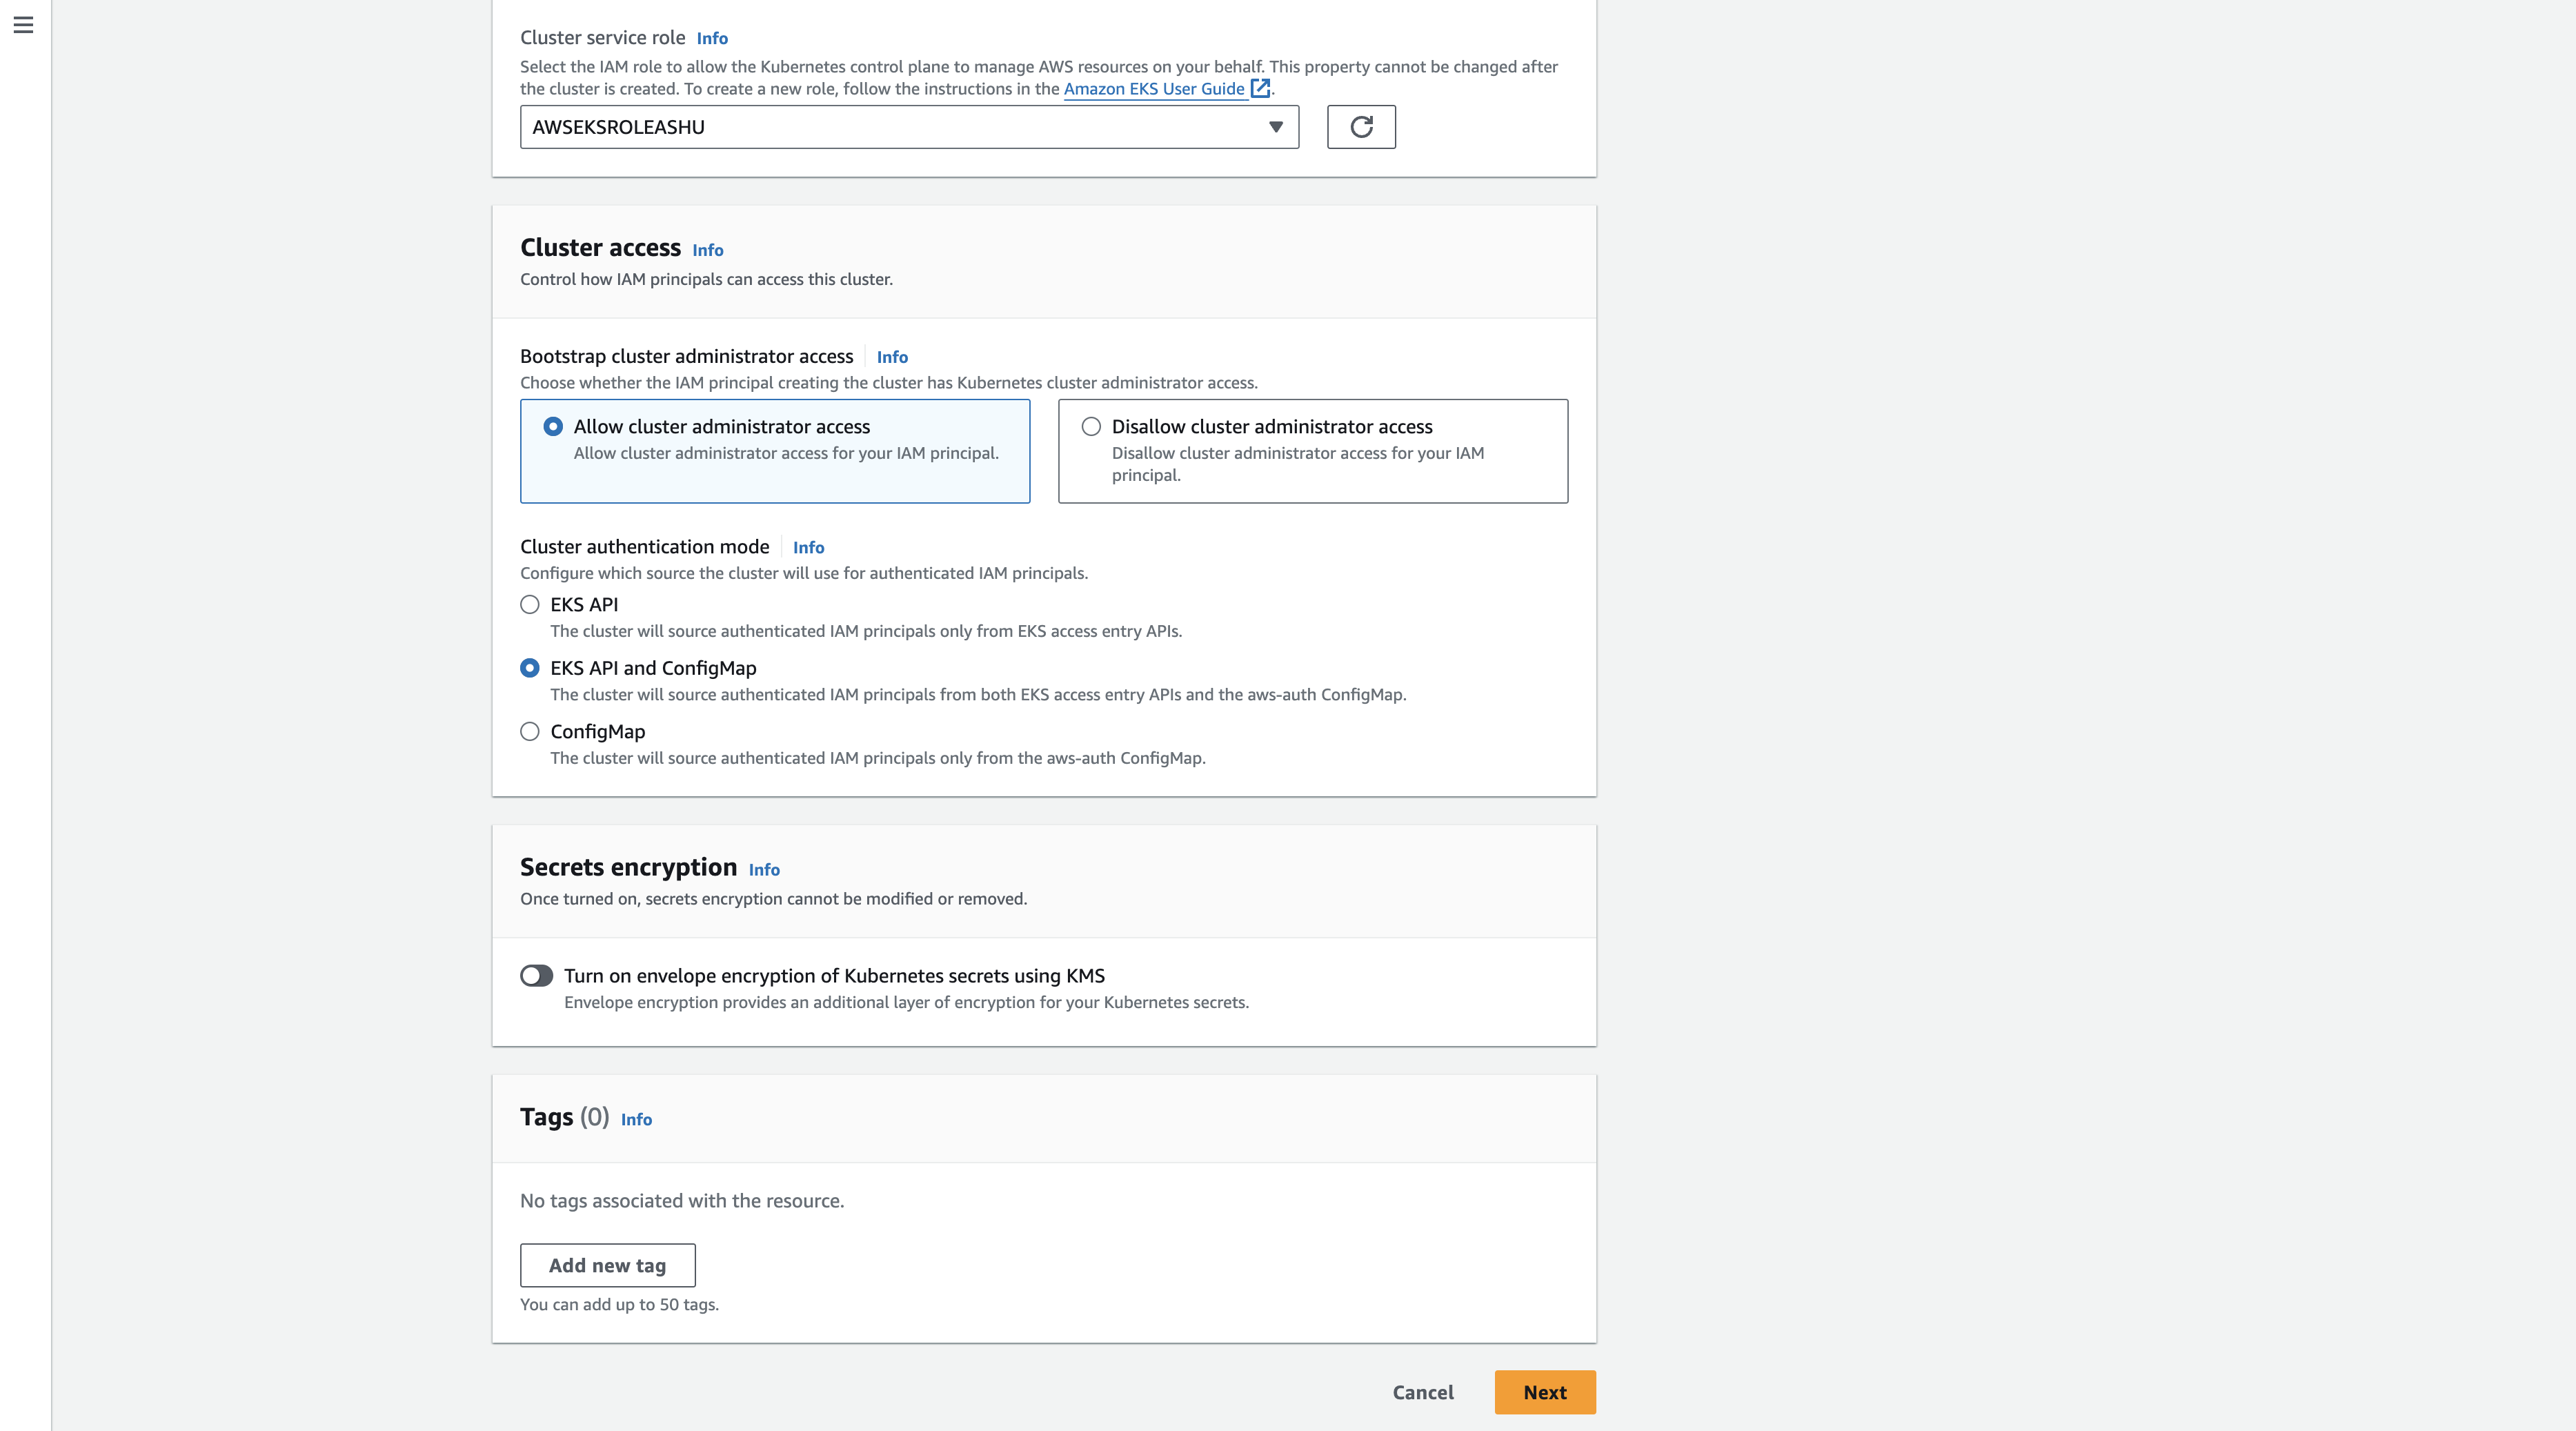 Cluster service role Info
Select the IAM role to allow the Kubernetes control plane to manage AWS resources on your behalf. This property cannot be changed after
the cluster is created. To create a new role, follow the instructions in the Amazon EKS User Guide.
AWSEKSROLEASHU
Cluster access Info
Control how IAM principals can access this cluster.
Bootstrap cluster administrator access Info
Choose whether the IAM principal creating the cluster has Kubernetes cluster administrator access.
Allow cluster administrator access
Allow cluster administrator access for your IAM principal.
Disallow cluster administrator access
Disallow cluster administrator access for your IAM
principal.
Cluster authentication mode Info
Configure which source the cluster will use for authenticated IAM principals.
EKS API
The cluster will source authenticated IAM principals only from EKS access entry APIs.
EKS API and ConfigMap
The cluster will source authenticated IAM principals from both EKS access entry APIs and the aws-auth ConfigMap.
ConfigMap
The cluster will source authenticated IAM principals only from the aws-auth ConfigMap.
Secrets encryption Info
Once turned on, secrets encryption cannot be modified or removed.
Turn on envelope encryption of Kubernetes secrets using KMS
Envelope encryption provides an additional layer of encryption for your Kubernetes secrets.
Tags (0) Info
No tags associated with the resource.
Add new tag
You can add up to 50 tags.
Cancel Next